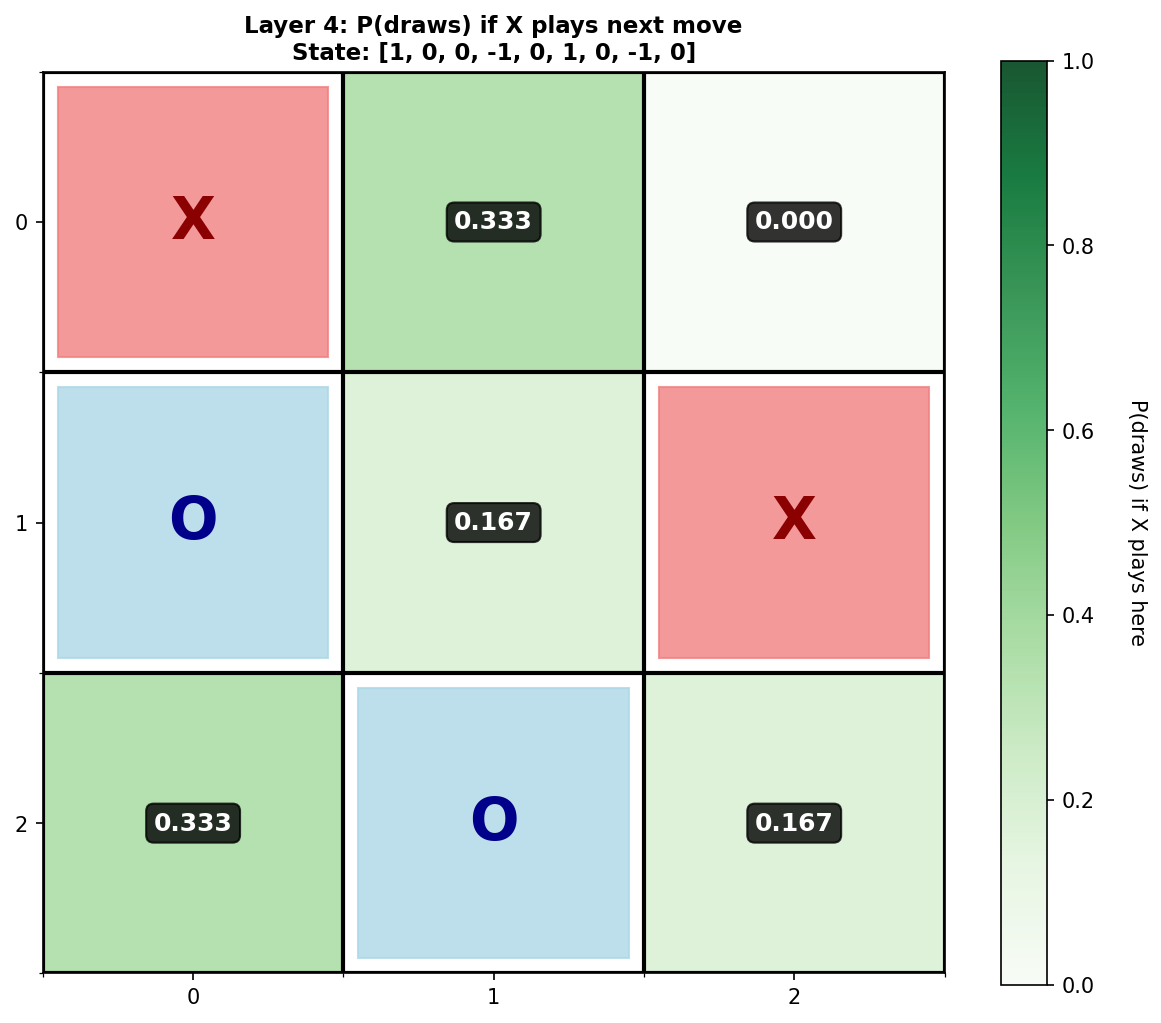 Layer 4: P(draws) if X plays next move
State: [1, 0, 0, -1, 0, 1, 0, -1, 0]
0
X
0.333
0.000
1
O
0.167
X
2
0.333
O
0.167
0
1
2
1.0
0.8
0.6
0.4
0.2
0.0
P(draws) if X plays here